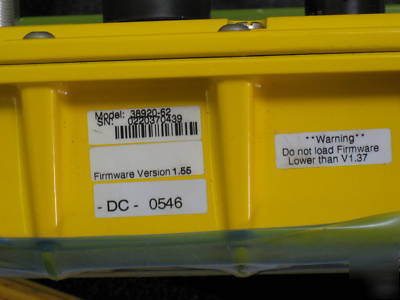 Model: 38920-62
SN: 0220370439
Firmware Version 1.55
- DC - 0546
**Warning**
Do not load Firmware
Lower than V1.37